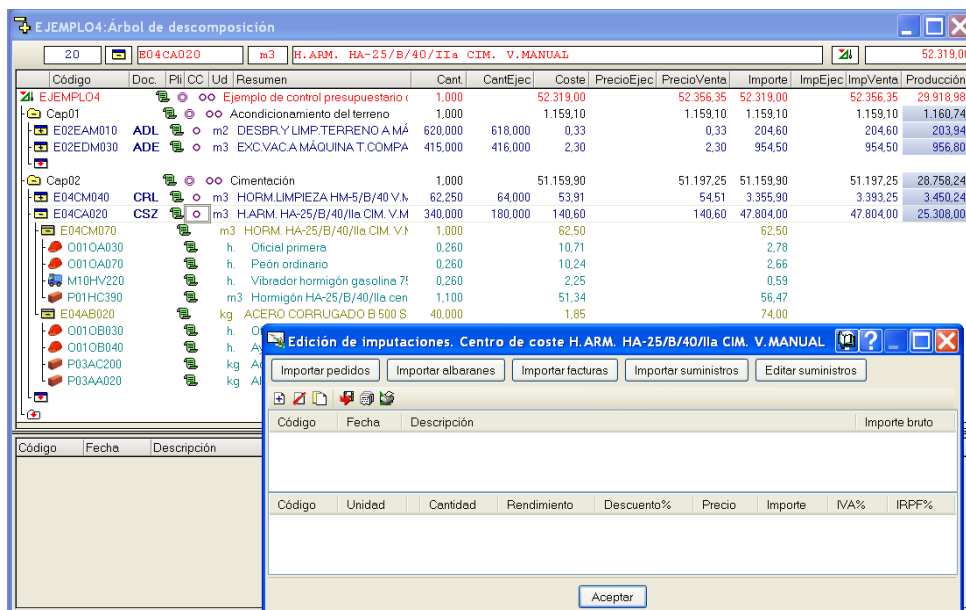 EJEMPLO4:Árbol de descomposición
20 E04CA020 m3 H.ARM. HA-25/B/40/IIa CIM. V.MANUAL 52.319,00
Código Doc. Pli CC Ud Resumen Cant. CantEjec Coste PrecioEjec PrecioVenta Importe ImpEjec ImpVenta Producción
EJEMPLO4 Ejemplo de control presupuestario 1,000 52.319,00 52.356,35 52.319,00 52.356,35 29.918,98
Cap01 Acondicionamiento del terreno 1,000 1.159,10 1.159,10 1.159,10 1.159,10 1.160,74
E02EAM010 ADL m2 DESBR.Y LIMP.TERRENO A MÁ 620,000 618,000 0,33 0,33 204,60 204,60 203,94
E02EDM030 ADE m3 EXC.VAC.A MÁQUINA T.COMPA 415,000 416,000 2,30 2,30 954,50 954,50 956,80
Cap02 Cimentación 1,000 51.159,90 51.197,25 51.159,90 51.197,25 28.758,24
E04CM040 CRL m3 HORM.LIMPIEZA HM-5/B/40 V.M 62,250 64,000 53,91 54,51 3.355,90 3.393,25 3.450,24
E04CA020 CSZ m3 H.ARM. HA-25/B/40/IIa CIM. V.M 340,000 180,000 140,60 140,60 47.804,00 47.804,00 25.308,00
E04CM070 m3 HORM. HA-25/B/40/IIa CIM. V.M 1,000 62,50 62,50
O01OA030 h. Oficial primera 0,260 10,71 2,78
O01OA070 h. Peón ordinario 0,260 10,24 2,66
M10HV220 h. Vibrador hormigón gasolina 75 0,260 2,25 0,59
P01HC390 m3 Hormigón HA-25/B/40/IIa cen 1,100 51,34 56,47
E04AB020 kg ACERO CORRUGADO B 500 S 40,000 1,85 74,00
O01OB030 h.
O01OB040 h.
P03AC200 kg
P03AA020 kg
Código Fecha Descripción
Edición de imputaciones. Centro de coste H.ARM. HA-25/B/40/IIa CIM. V.MANUAL
Importar pedidos Importar albaranes Importar facturas Importar suministros Editar suministros
Código Fecha Descripción Importe bruto
Código Unidad Cantidad Rendimiento Descuento% Precio Importe IVA% IRPF%
Aceptar